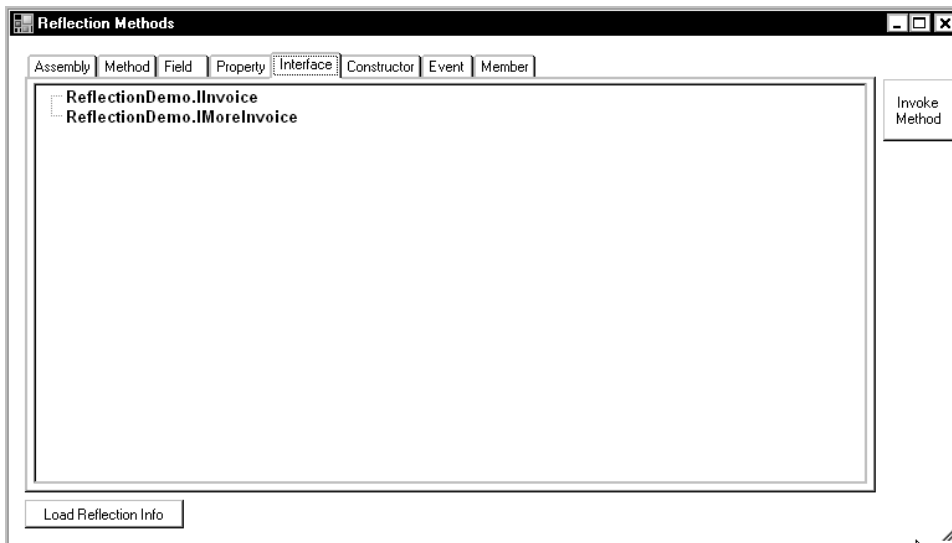 Reflection Methods
Assembly Method Field Property Interface Constructor Event Member
ReflectionDemo.IInvoice
ReflectionDemo.IMoreInvoice
Invoke
Method
Load Reflection Info